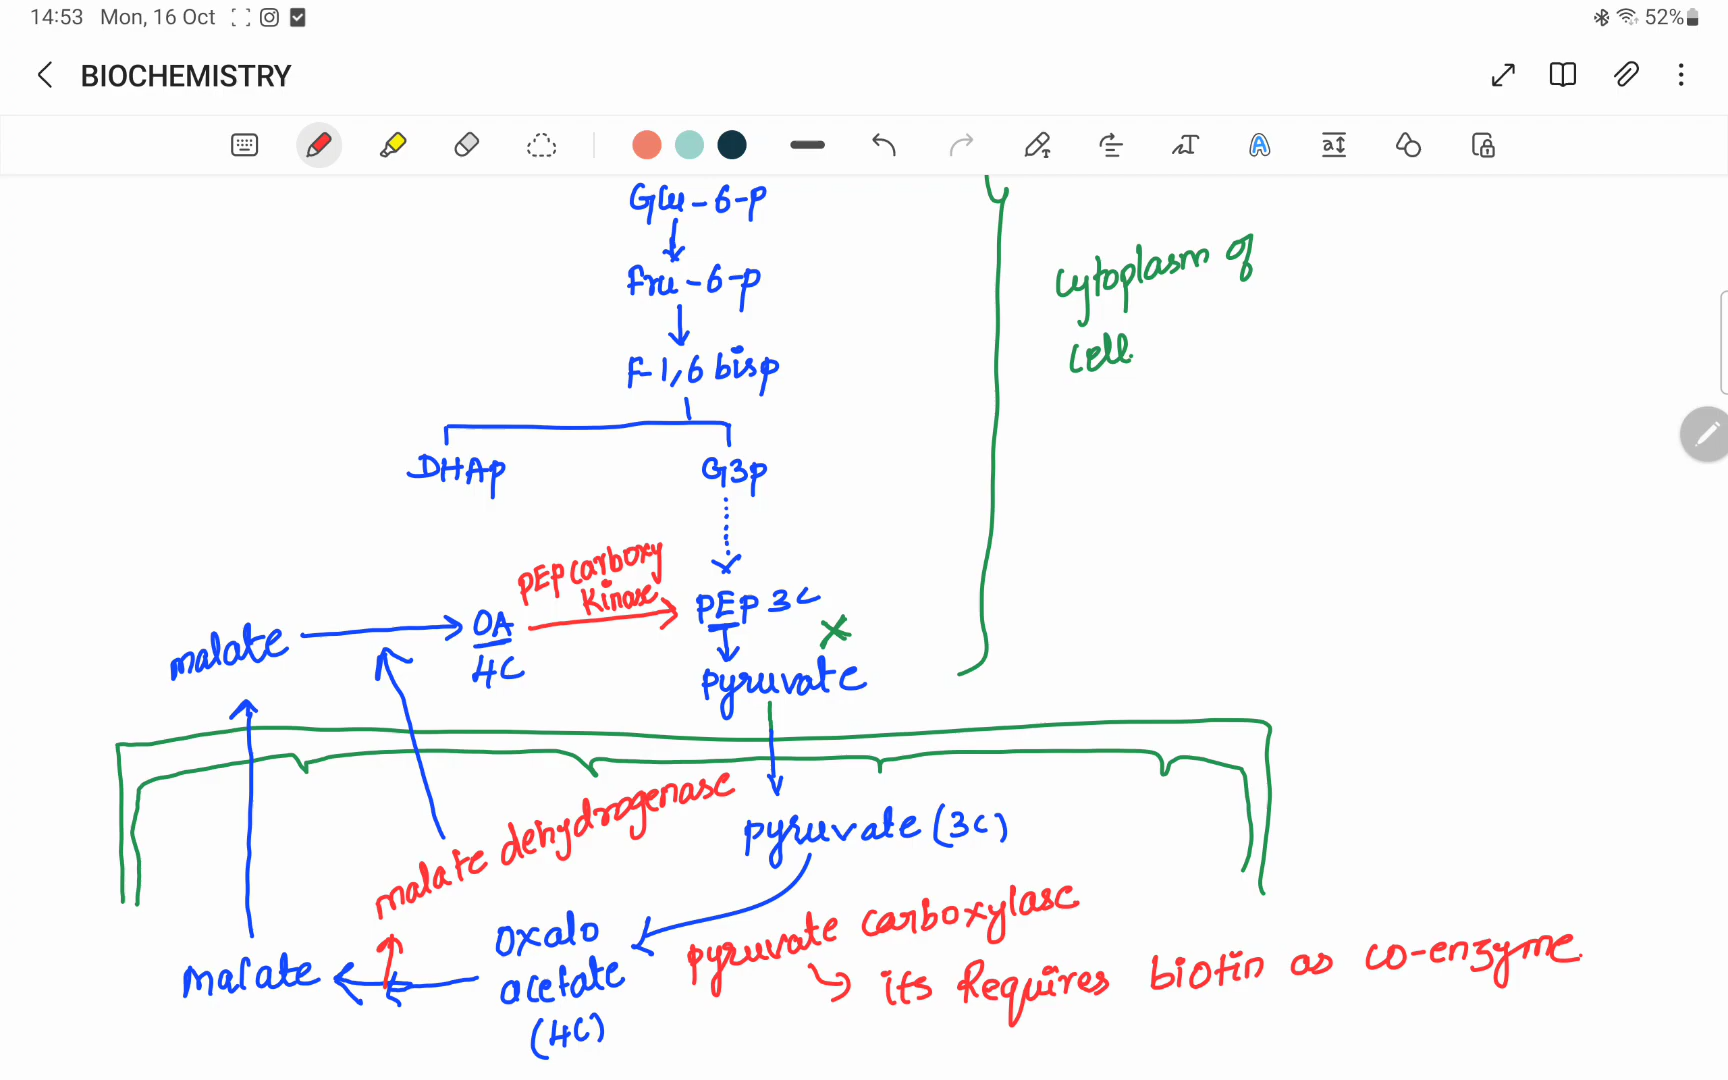 14:53 Mon, 16 Oct 52%
BIOCHEMISTRY
Glu-6-p
Fru-6-p
F-1,6 bisp
cytoplasm of
cell.
DHAp
G3p
PEP carboxy
kinase
PEP 3C
malate
OA
4C
pyruvate
malate dehydrogenase
pyruvate (3C)
pyruvate carboxylase
its Requires biotin as co-enzyme.
oxalo
acetate
(4C)
malate